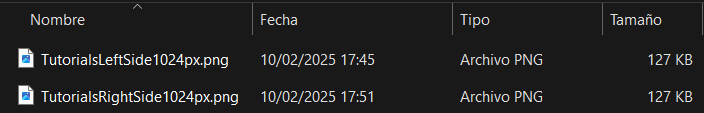 Nombre Fecha Tipo Tamaño
TutorialsLeftSide1024px.png 10/02/2025 17:45 Archivo PNG 127 KB
TutorialsRightSide1024px.png 10/02/2025 17:51 Archivo PNG 127 KB